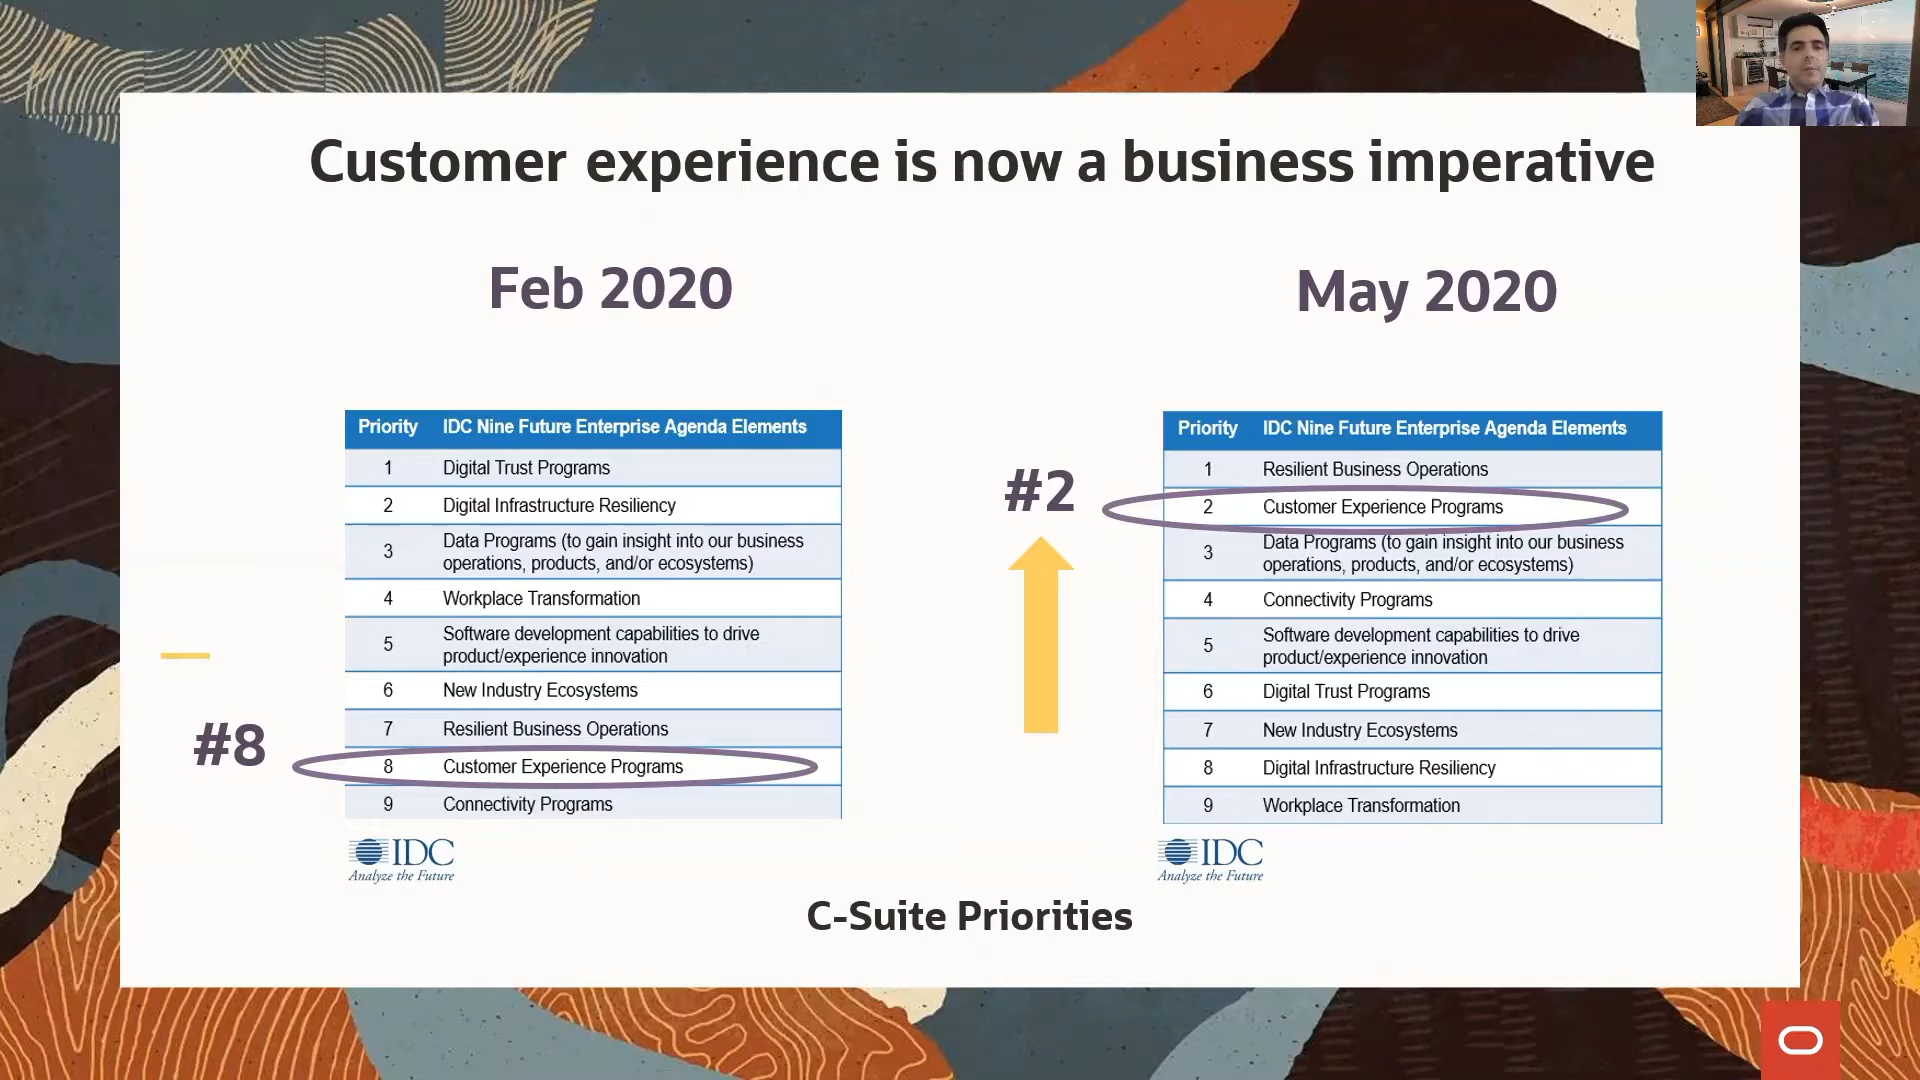 Customer experience is now a business imperative
Feb 2020
Priority IDC Nine Future Enterprise Agenda Elements
1 Digital Trust Programs
2 Digital Infrastructure Resiliency
3 Data Programs (to gain insight into our business
operations, products, and/or ecosystems)
4 Workplace Transformation
5 Software development capabilities to drive
product/experience innovation
6 New Industry Ecosystems
7 Resilient Business Operations
#8
8 Customer Experience Programs
9 Connectivity Programs
IDC
Analyze the Future
May 2020
Priority IDC Nine Future Enterprise Agenda Elements
1 Resilient Business Operations
#2
2 Customer Experience Programs
3 Data Programs (to gain insight into our business
operations, products, and/or ecosystems)
4 Connectivity Programs
5 Software development capabilities to drive
product/experience innovation
6 Digital Trust Programs
7 New Industry Ecosystems
8 Digital Infrastructure Resiliency
9 Workplace Transformation
IDC
Analyze the Future
C-Suite Priorities